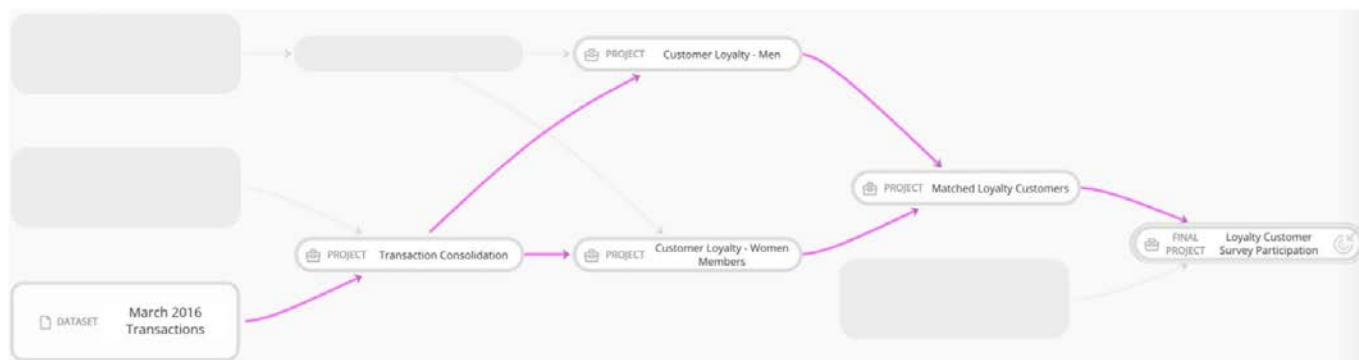 PROJECT Customer Loyalty - Men
PROJECT Matched Loyalty Customers
PROJECT Transaction Consolidation
PROJECT Customer Loyalty - Women
Members
FINAL
PROJECT
Loyalty Customer
Survey Participation
DATASET
March 2016
Transactions